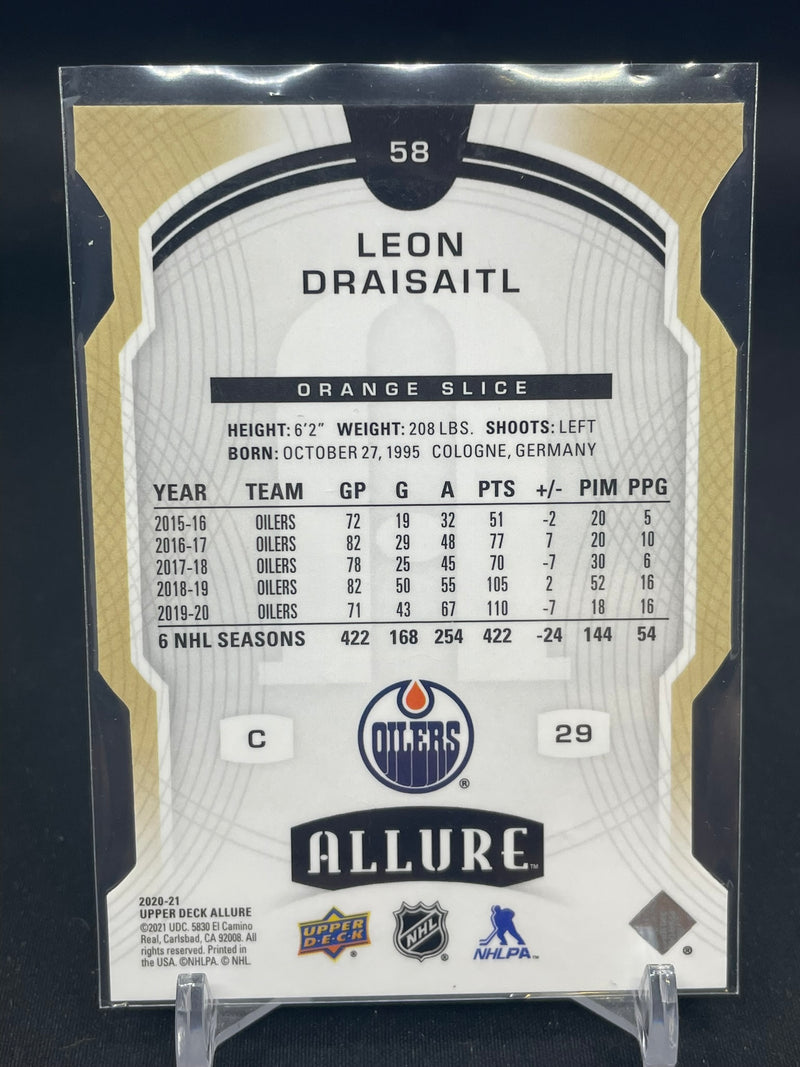 58
LEON
DRAISAITL
ORANGE SLICE
HEIGHT: 6'2" WEIGHT: 208 LBS. SHOOTS: LEFT
BORN: OCTOBER 27, 1995 COLOGNE, GERMANY
YEAR TEAM GP G A PTS +/- PIM PPG
2015-16 OILERS 72 19 32 51 -2 20 5
2016-17 OILERS 82 29 48 77 7 20 10
2017-18 OILERS 78 25 45 70 -7 30 6
2018-19 OILERS 82 50 55 105 2 52 16
2019-20 OILERS 71 43 67 110 -7 18 16
6 NHL SEASONS 422 168 254 422 -24 144 54
C OILERS® 29
ALLURE™
2020-21
UPPER DECK ALLURE
©2021 UDC. 5830 El Camino
Real, Carlsbad, CA 92008. All
rights reserved. Printed in
the USA. ©NHLPA. © NHL.
UPPER
D·E·C·K ®
NHL ®
NHLPA™
®